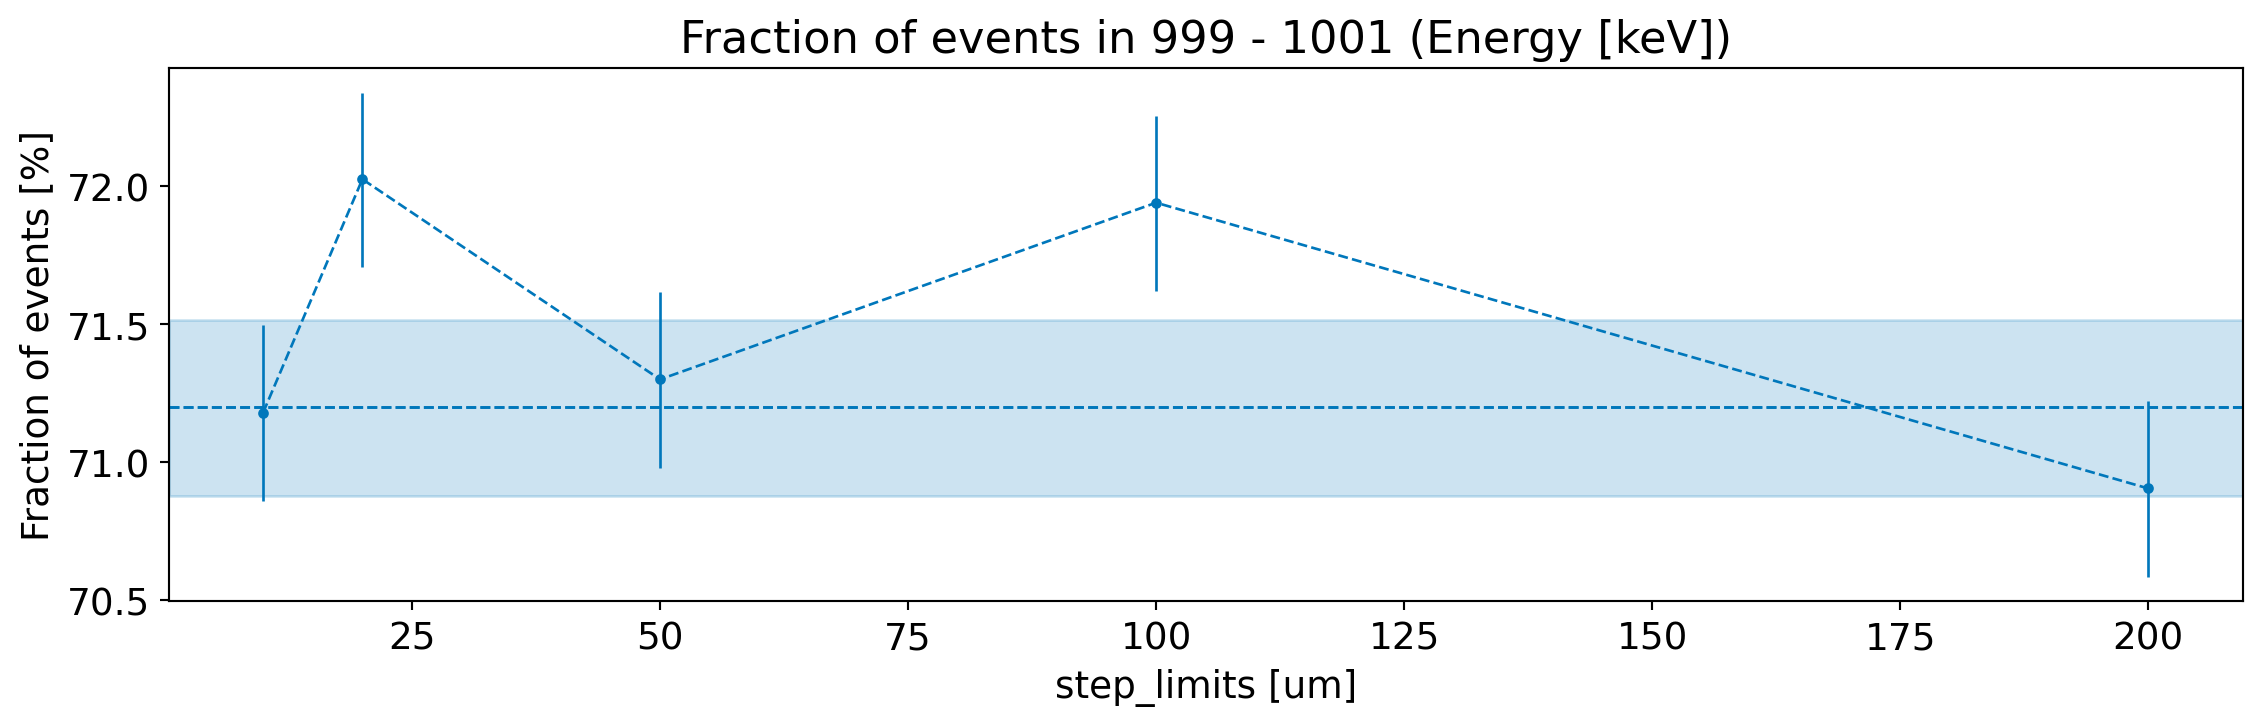 Fraction of events in 999 - 1001 (Energy [keV])
Fraction of events [%]
72.0
71.5
71.0
70.5
25 50 75 100 125 150 175 200
step_limits [um]